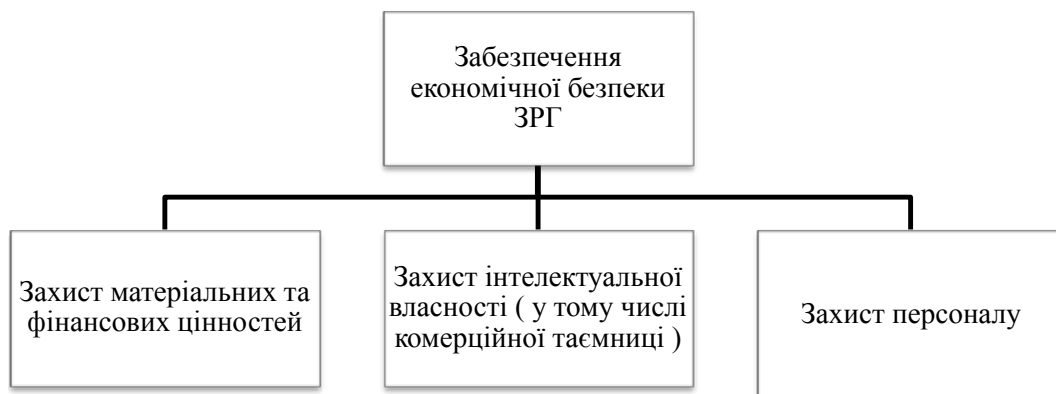 Забезпечення
економічної безпеки
ЗРГ
Захист матеріальних та
фінансових цінностей
Захист інтелектуальної
власності ( у тому числі
комерційної таємниці )
Захист персоналу